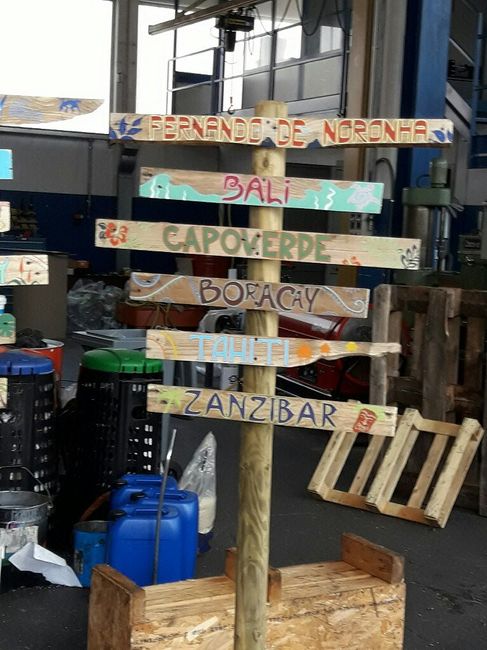 FERNANDO DE NORONHA
BALi
CAPOVERDE
BORACAY
TAHITI
ZANZIBAR